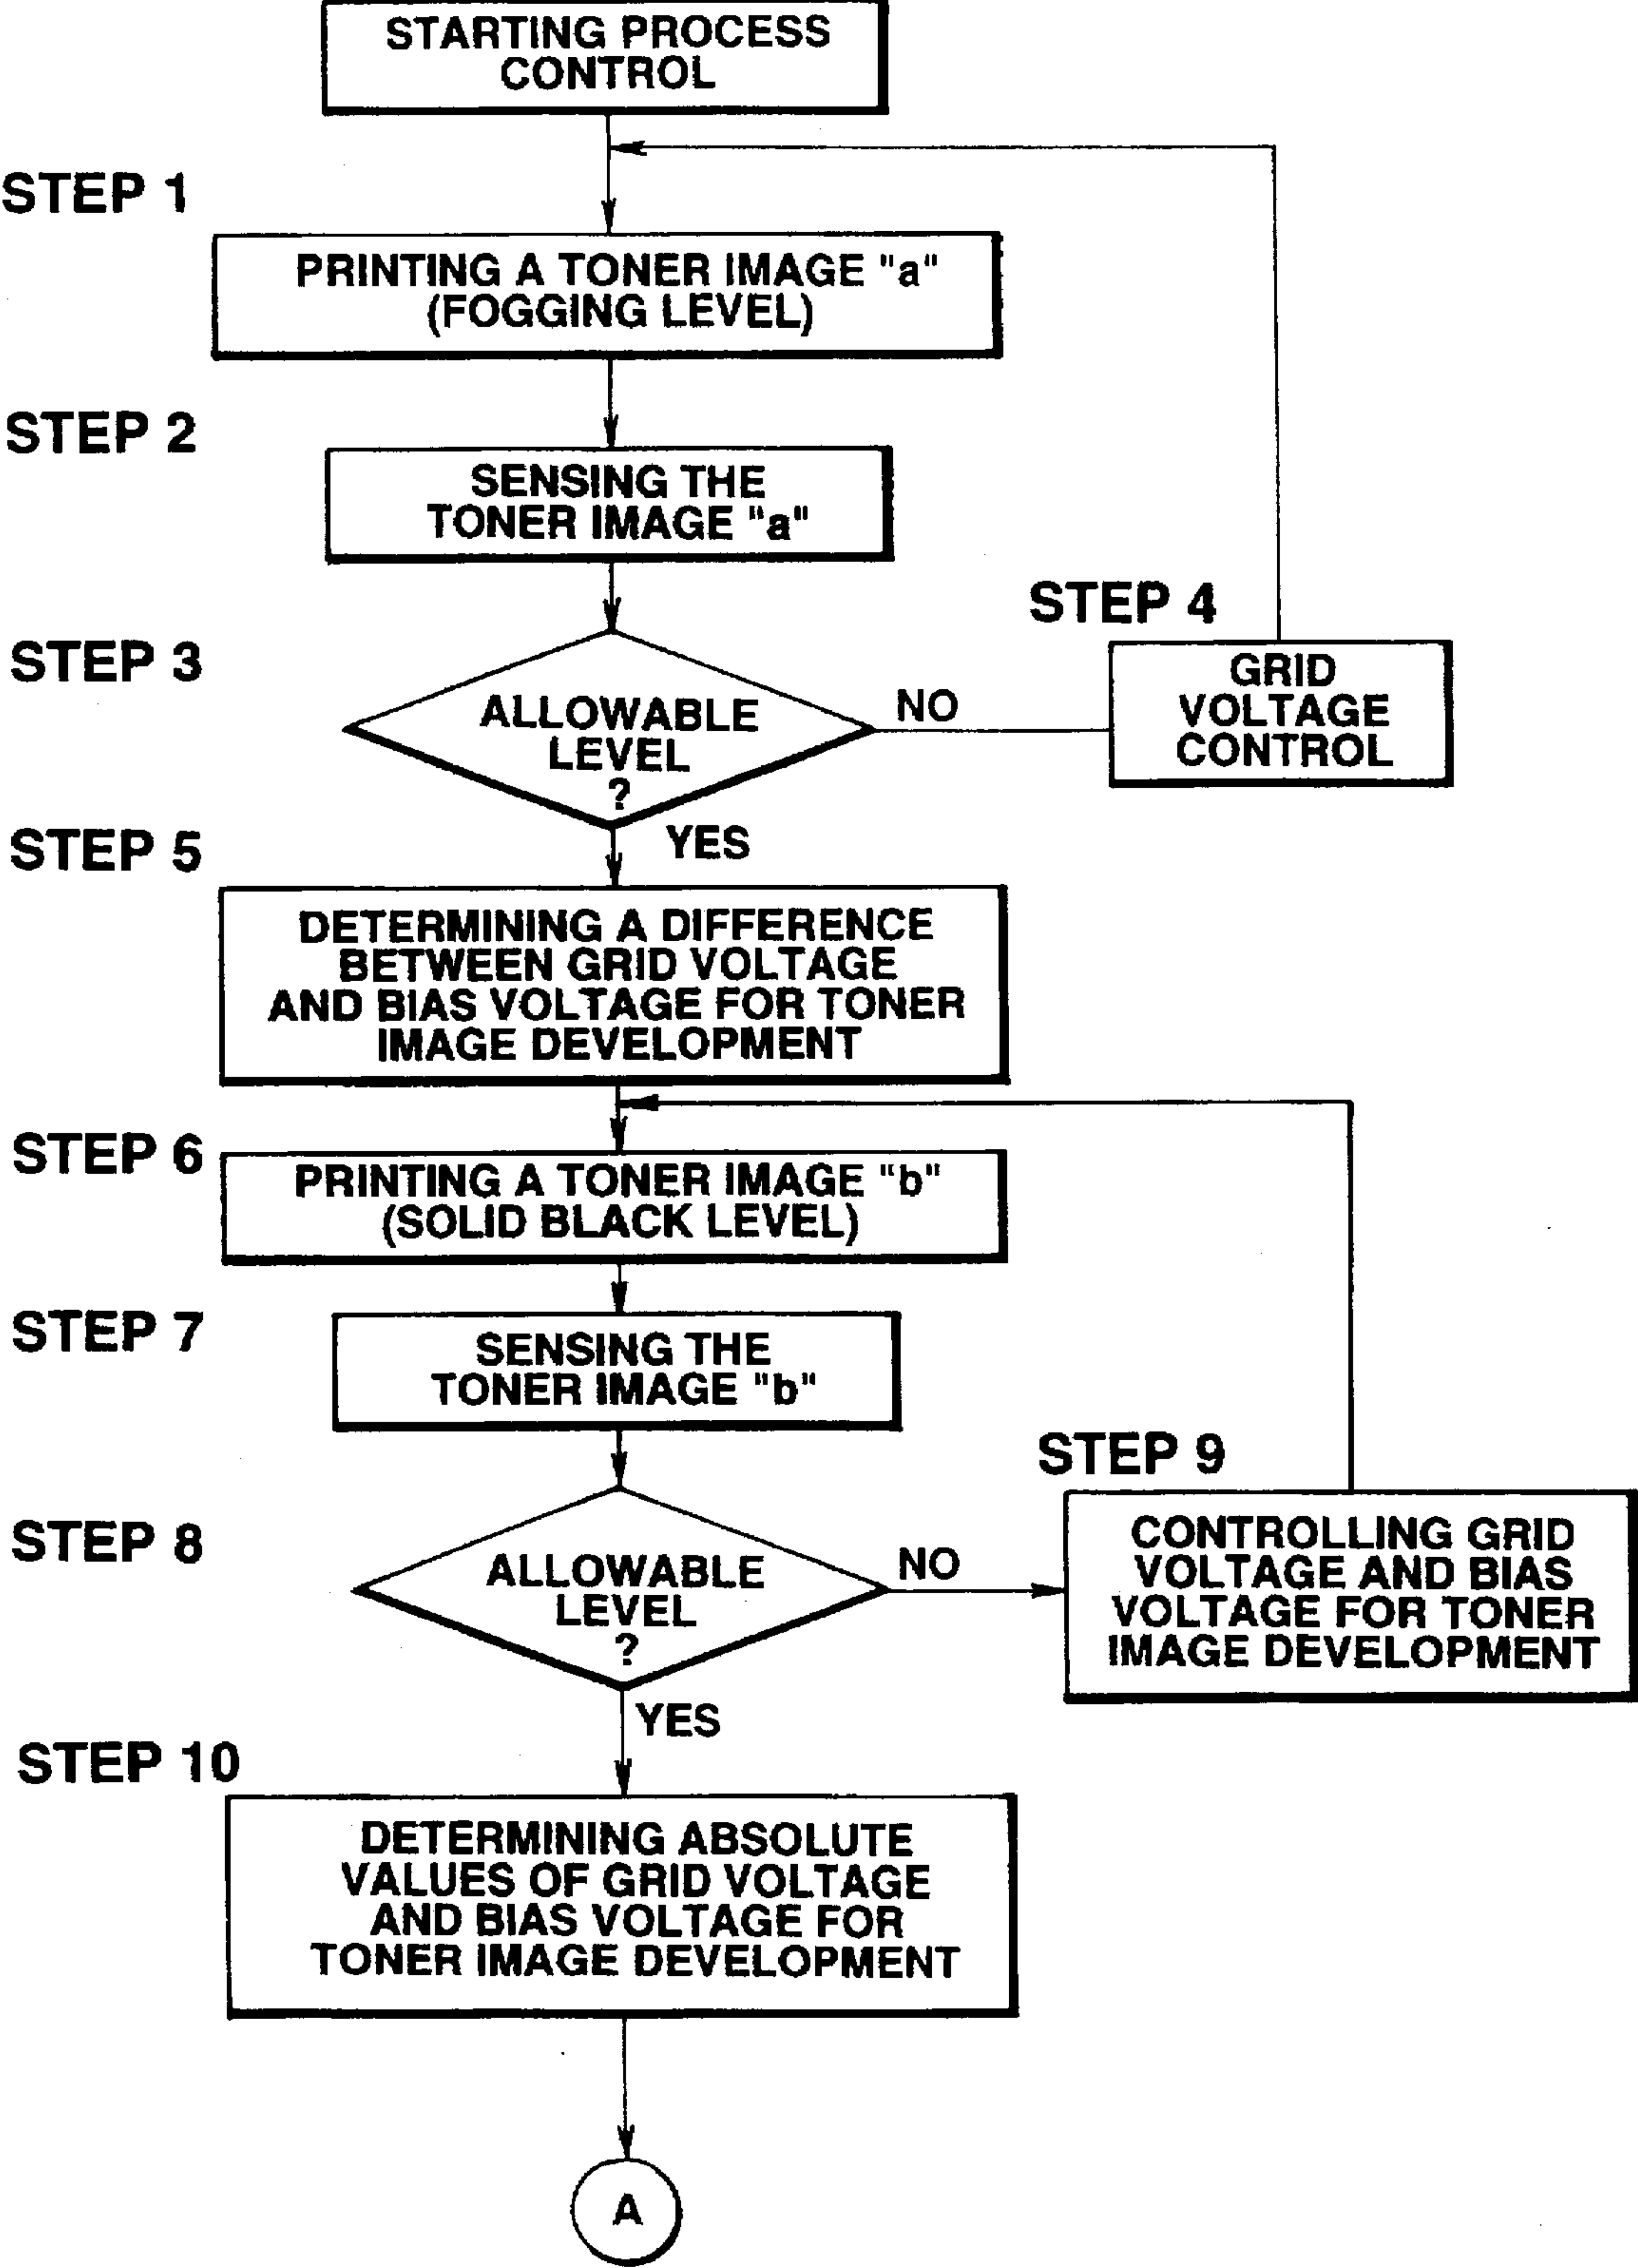 STARTING PROCESS
CONTROL
STEP 1
PRINTING A TONER IMAGE "a"
(FOGGING LEVEL)
STEP 2
SENSING THE
TONER IMAGE "a"
STEP 3
ALLOWABLE
LEVEL
?
NO
STEP 4
GRID
VOLTAGE
CONTROL
YES
STEP 5
DETERMINING A DIFFERENCE
BETWEEN GRID VOLTAGE
AND BIAS VOLTAGE FOR TONER
IMAGE DEVELOPMENT
STEP 6
PRINTING A TONER IMAGE "b"
(SOLID BLACK LEVEL)
STEP 7
SENSING THE
TONER IMAGE "b"
STEP 8
ALLOWABLE
LEVEL
?
NO
STEP 9
CONTROLLING GRID
VOLTAGE AND BIAS
VOLTAGE FOR TONER
IMAGE DEVELOPMENT
YES
STEP 10
DETERMINING ABSOLUTE
VALUES OF GRID VOLTAGE
AND BIAS VOLTAGE FOR
TONER IMAGE DEVELOPMENT
A